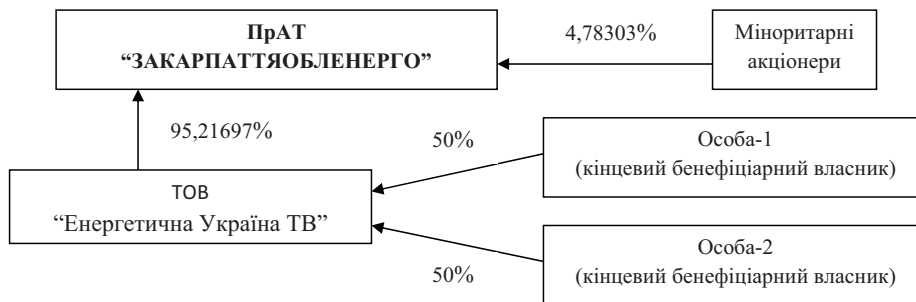 ПрАТ
“ЗАКАРПАТТЯОБЛЕНЕРГО”
4,78303%
Міноритарні
акціонери
95,21697%
50%
Особа-1
(кінцевий бенефіціарний власник)
ТОВ
“Енергетична Україна ТВ”
50%
Особа-2
(кінцевий бенефіціарний власник)